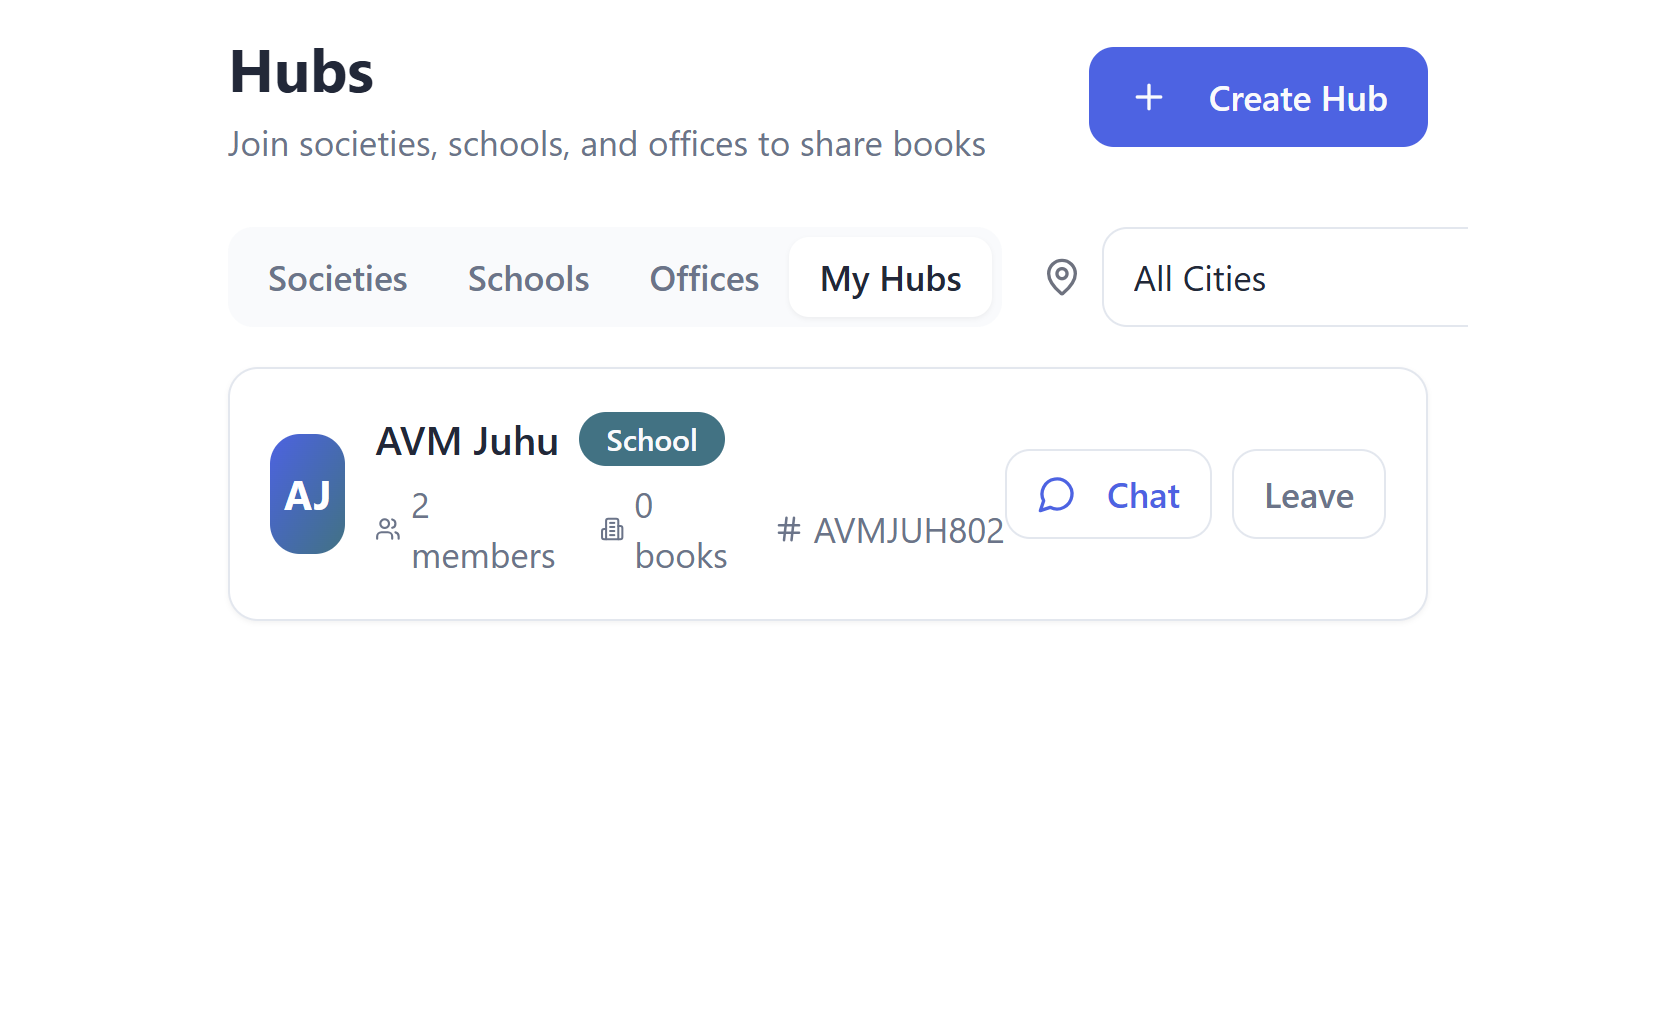 Hubs
Create Hub
Join societies, schools, and offices to share books
Societies Schools Offices My Hubs All Cities
AJ
AVM Juhu School
2 members
0 books
# AVMJUH802
Chat
Leave